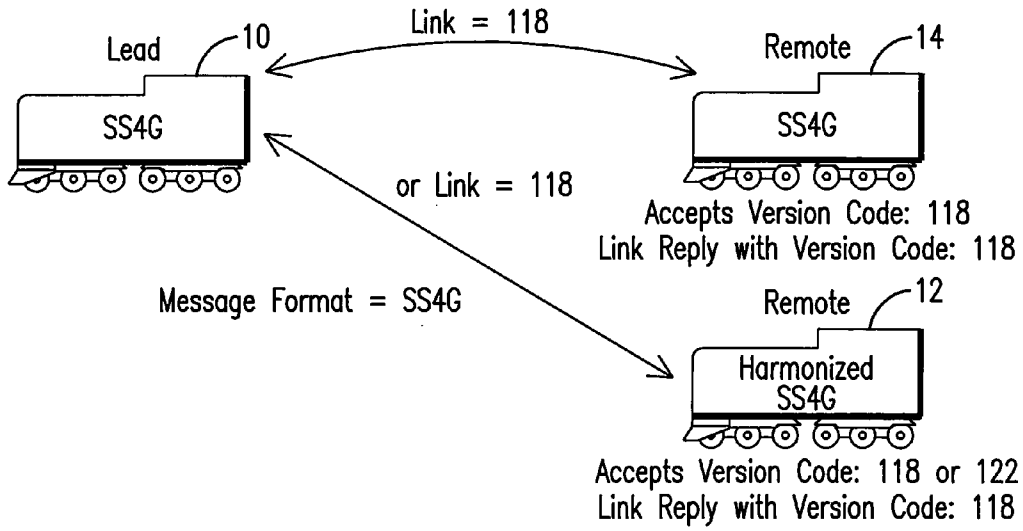 Link = 118
Lead
10
SS4G
Remote
14
SS4G
or Link = 118
Accepts Version Code: 118
Link Reply with Version Code: 118
Message Format = SS4G
Remote
12
Harmonized
SS4G
Accepts Version Code: 118 or 122
Link Reply with Version Code: 118